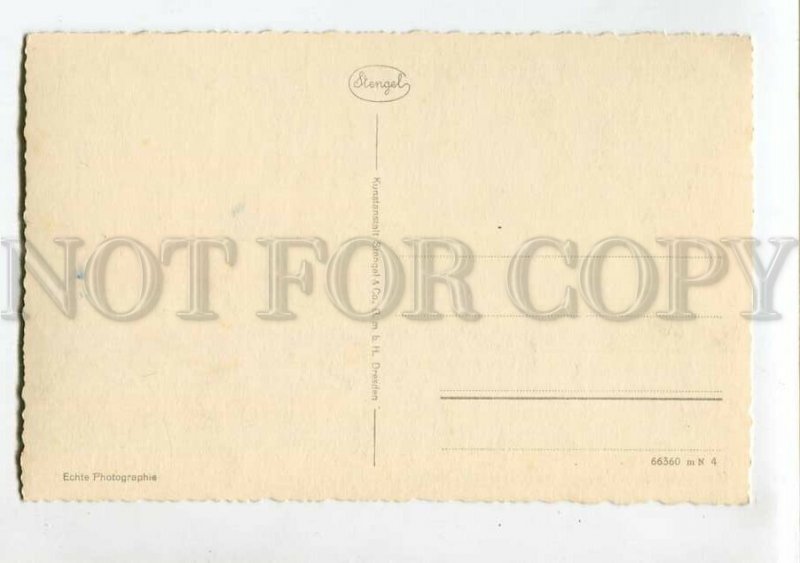 Stengel
Kunstanstalt Stengel & Co., G.m. b. H. Dresden
NOT FOR COPY
66360 m N 4
Echte Photographie